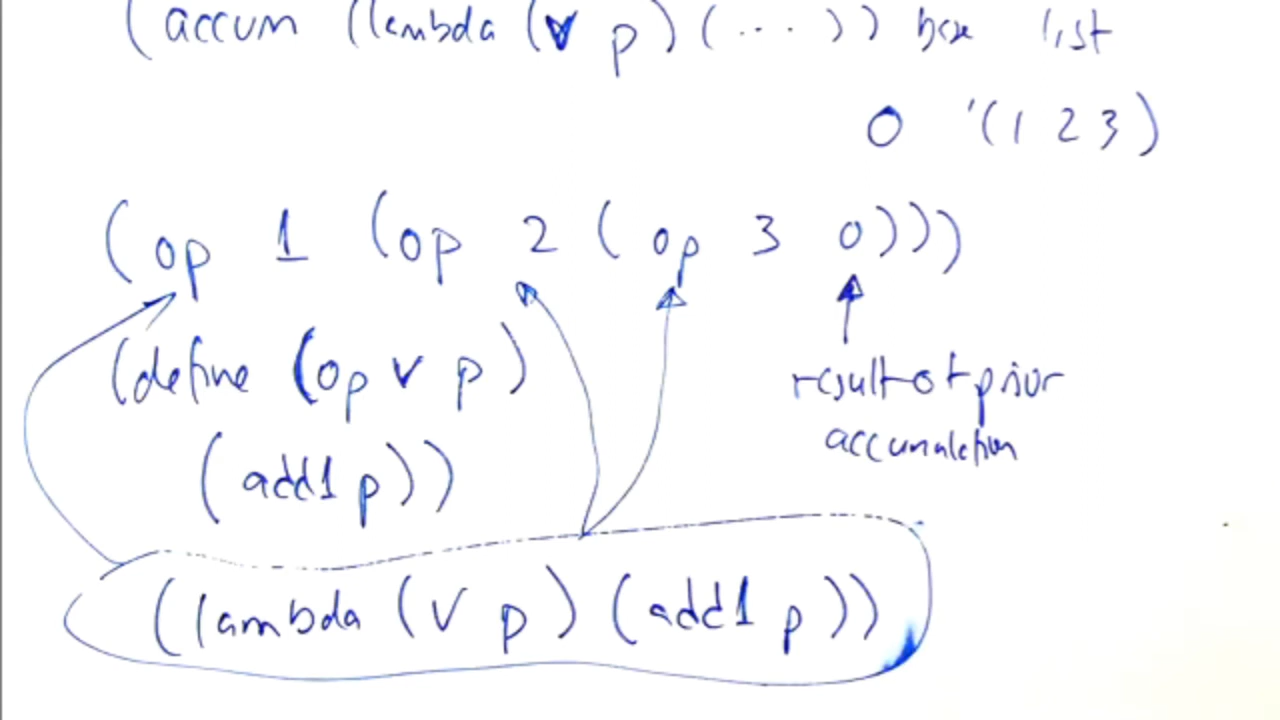 (accum ((lambda (v p) (...)) base list
0 '(1 2 3)
(op 1 (op 2 (op 3 0)))
(define (op v p)
(add1 p))
result of prior
accumulation
((lambda (v p) (add1 p))